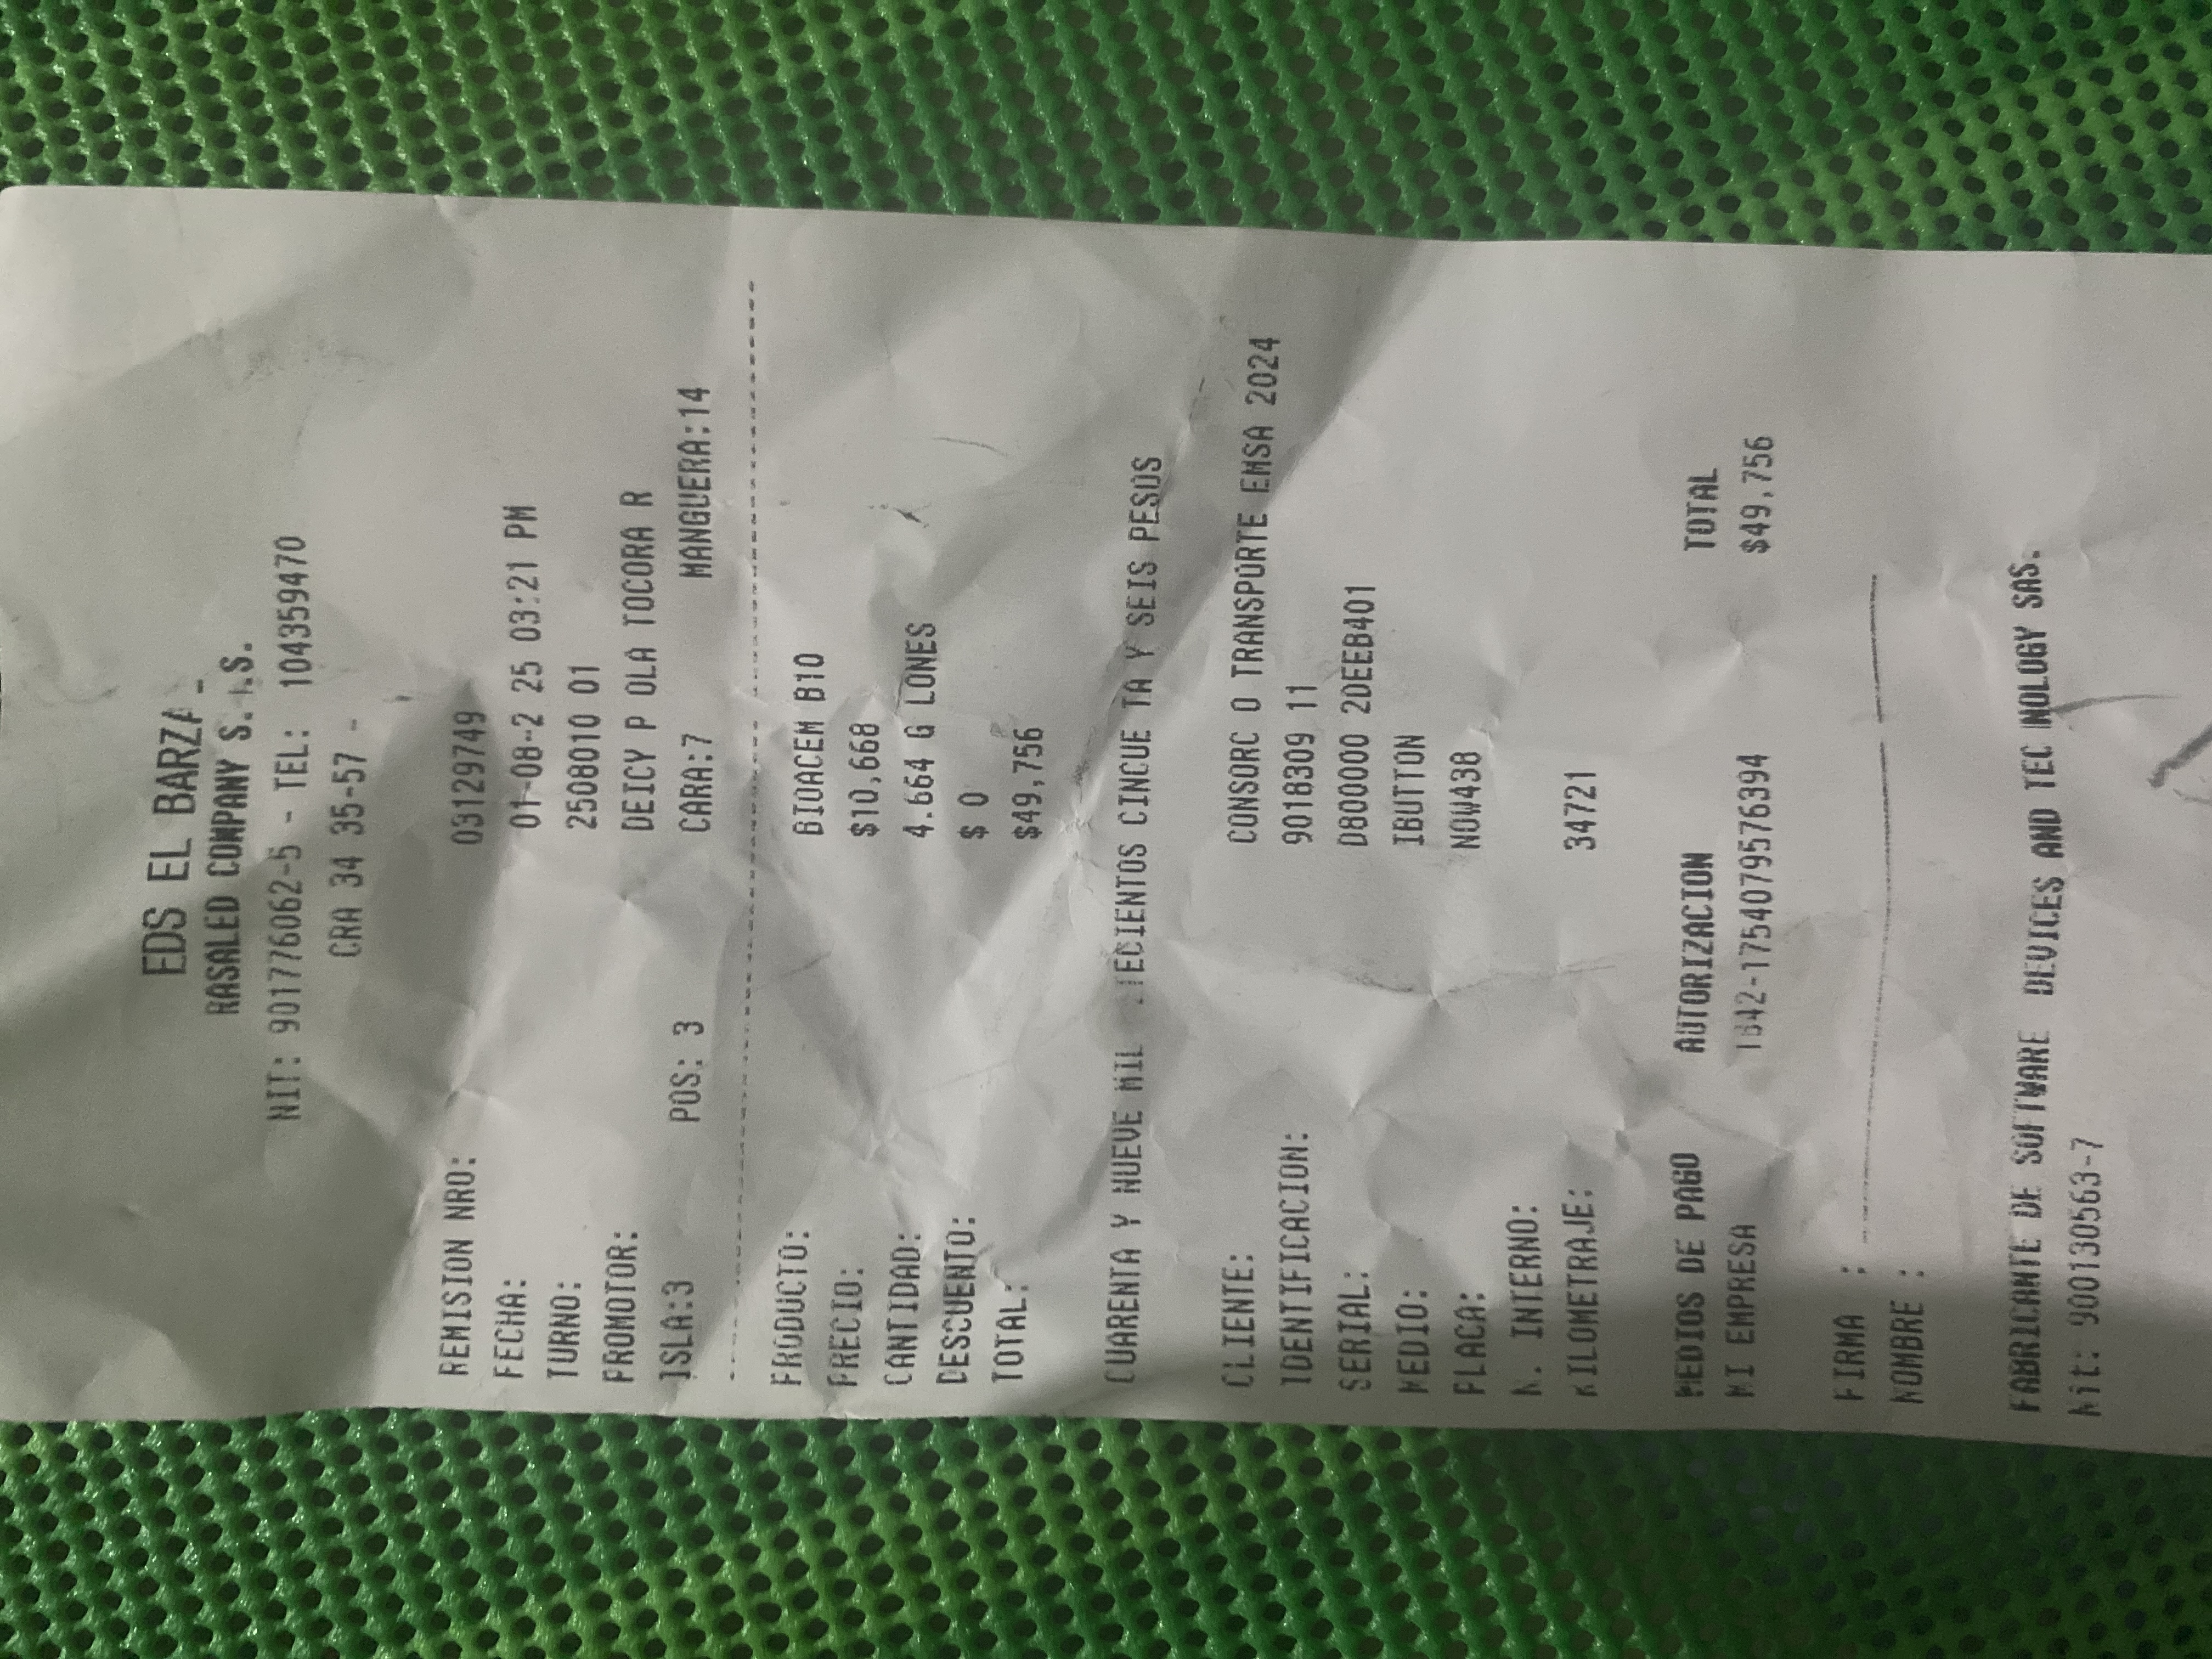 EDS EL BARZA -
RASALED COMPANY S. .S.
NIT: 901776062-5 - TEL: 104359470
CRA 34 35-57 -
REMISION NRO: 03129749
FECHA: 01-08-2 25 03:21 PM
TURNO: 2508010 01
PROMOTOR: DEICY P OLA TOCORA R
ISLA:3 POS: 3 CARA:7 MANGUERA:14
PRODUCTO: BIOACEM B10
PRECIO: $10,668
CANTIDAD: 4.664 G LONES
DESCUENTO: $ 0
TOTAL: $49,756
CUARENTA Y NUEVE MIL IECIENTOS CINCUE TA Y SEIS PESOS
CLIENTE: CONSORC O TRANSPORTE EMSA 2024
IDENTIFICACION: 9018309 11
SERIAL: D800000 2DEEB401
MEDIO: IBUTTON
PLACA: NOW438
N. INTERNO:
KILOMETRAJE: 34721
MEDIOS DE PAGO AUTORIZACION TOTAL
MI EMPRESA 1842-1754079576394 $49,756
FIRMA :
NOMBRE :
FABRICANTE DE SOFTWARE DEVICES AND TEC NOLOGY SAS.
Nit: 900130563-7